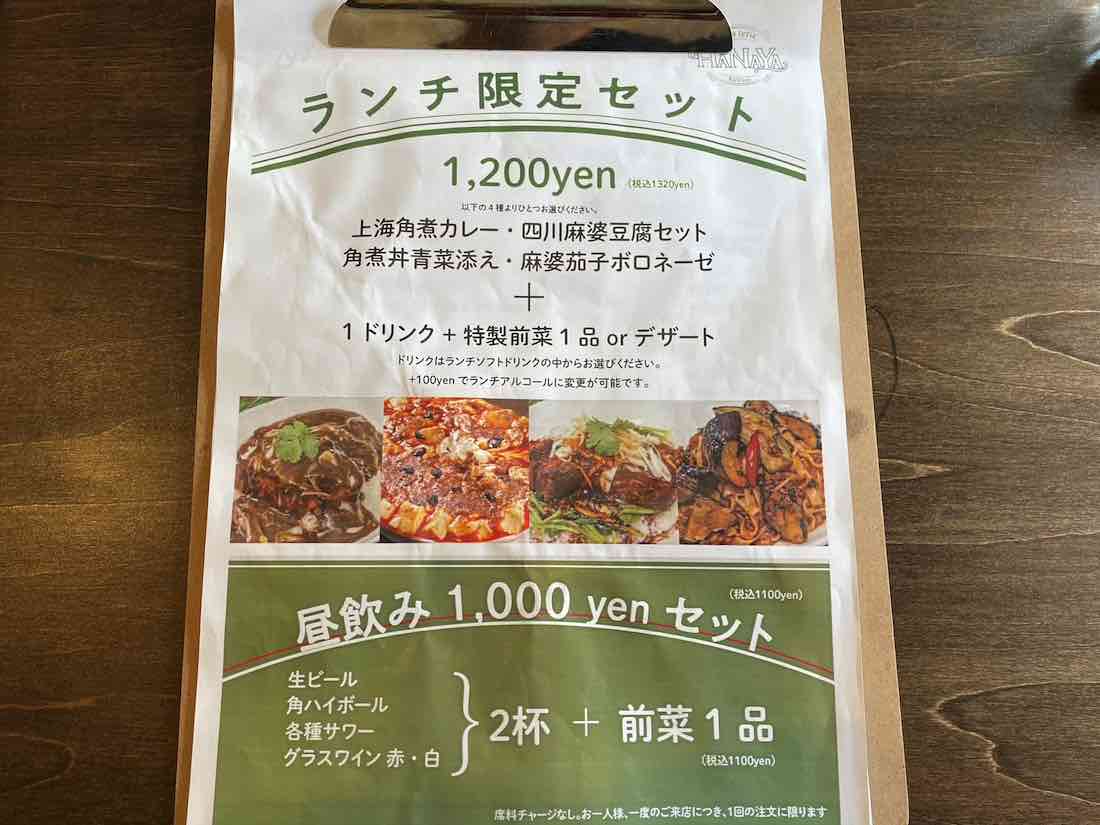 HANAYA
ランチ限定セット
1,200yen (税込1320yen)
以下の4種よりひとつお選びください。
上海角煮カレー・四川麻婆豆腐セット
角煮丼青菜添え・麻婆茄子ボロネーゼ
+
1ドリンク + 特製前菜1品 or デザート
ドリンクはランチソフトドリンクの中からお選びください。
+100yen でランチアルコールに変更が可能です。
昼飲み 1,000 yen セット (税込1100yen)
生ビール
角ハイボール
各種サワー
グラスワイン 赤・白
2杯 + 前菜1品
(税込1100yen)
席料チャージなし。お一人様、一度のご来店につき、1回の注文に限ります